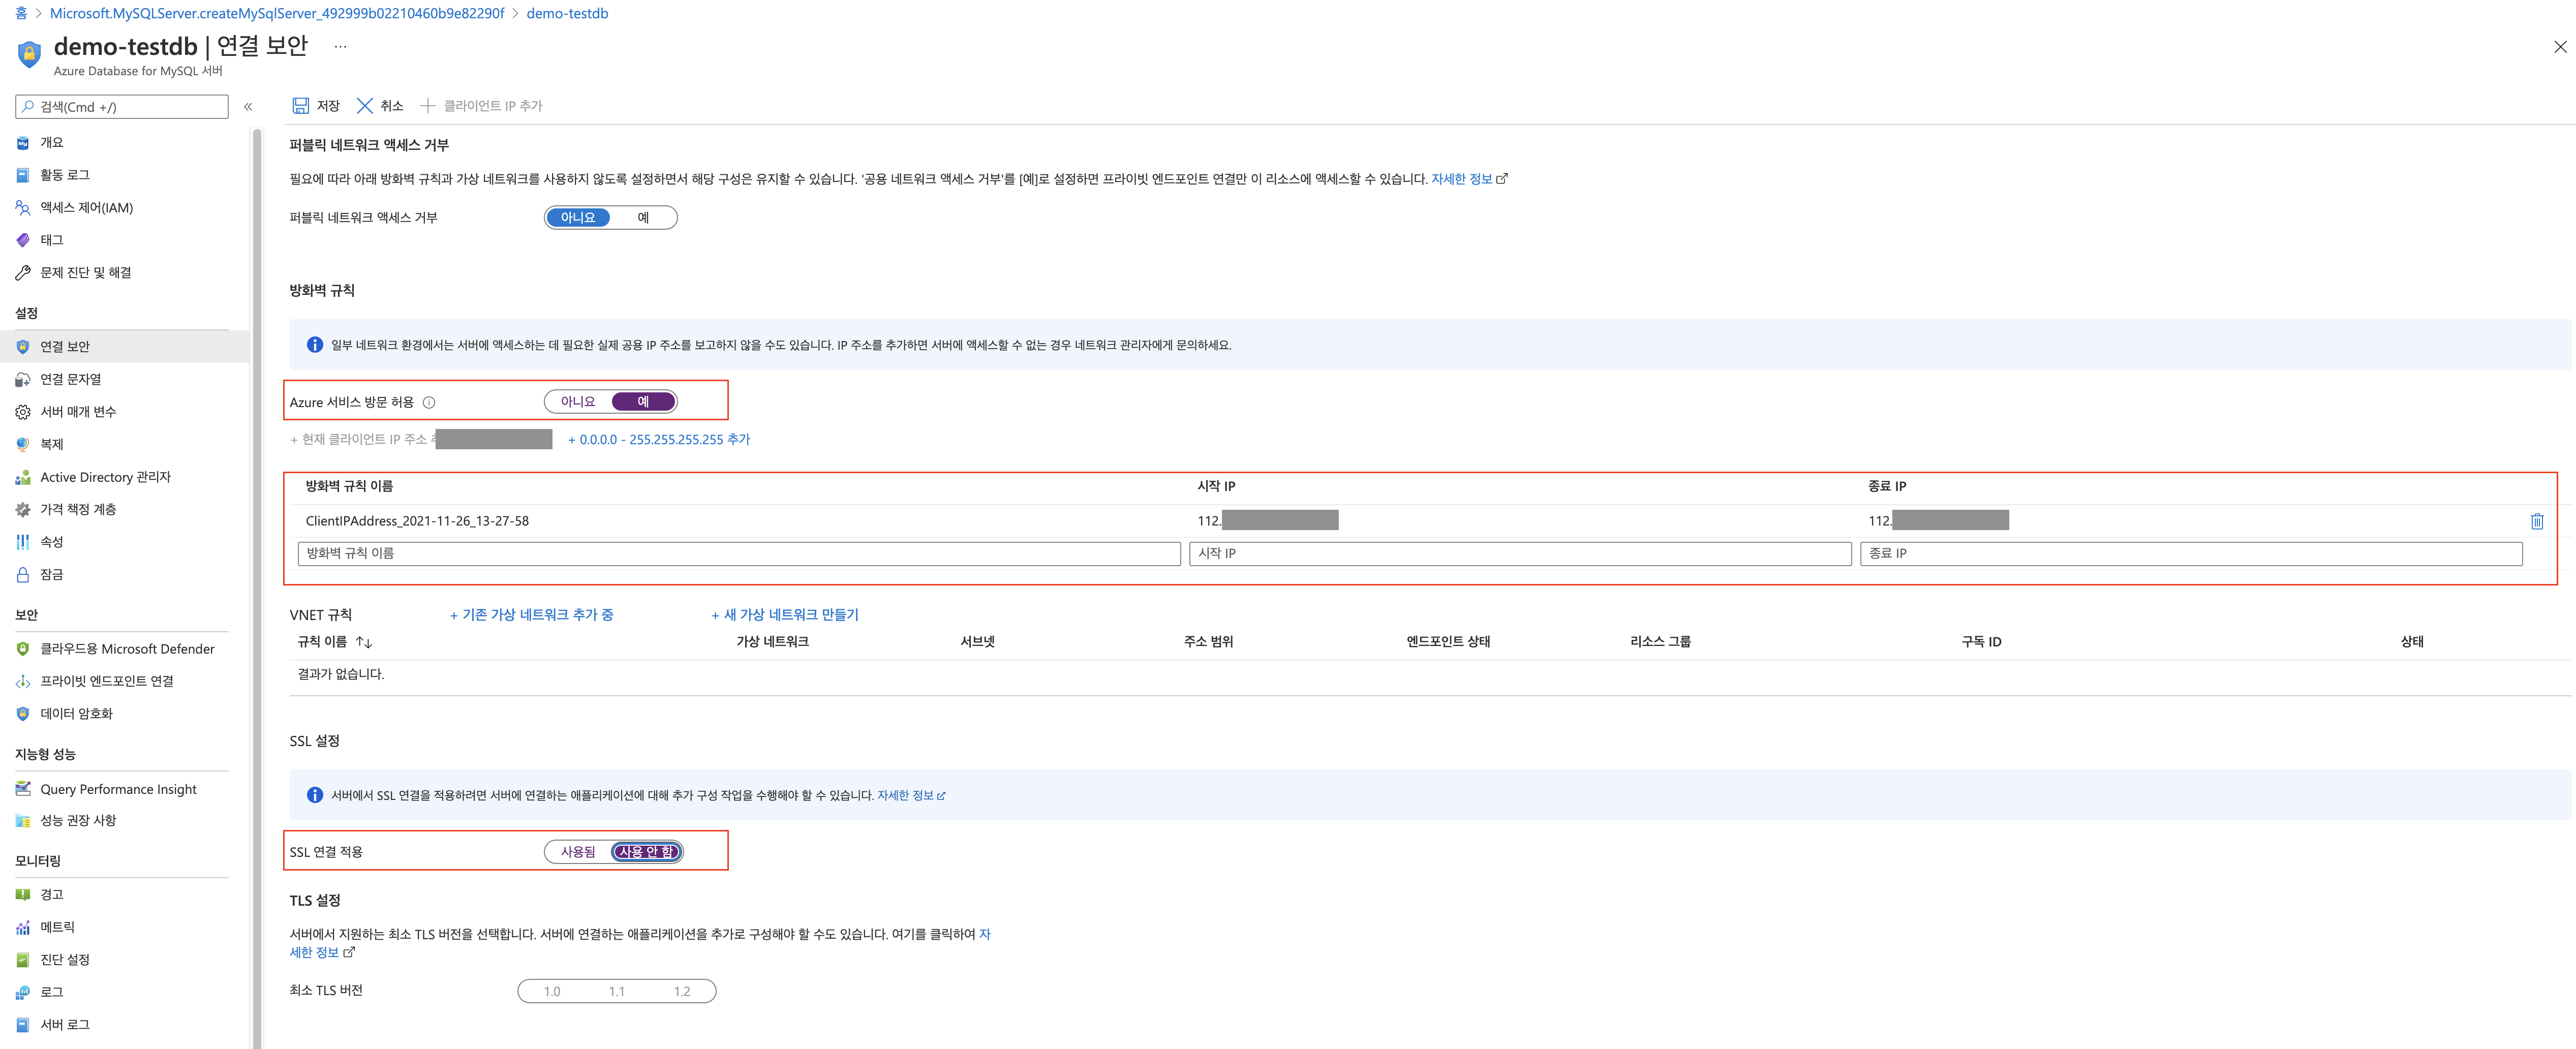 홈 > Microsoft.MySQLServer.createMySqlServer_492999b02210460b9e82290f > demo-testdb
demo-testdb | 연결 보안 ...
Azure Database for MySQL 서버
검색(Cmd +/)
개요
활동 로그
액세스 제어(IAM)
태그
문제 진단 및 해결
설정
연결 보안
연결 문자열
서버 매개 변수
복제
Active Directory 관리자
가격 책정 계층
속성
잠금
보안
클라우드용 Microsoft Defender
프라이빗 엔드포인트 연결
데이터 암호화
지능형 성능
Query Performance Insight
성능 권장 사항
모니터링
경고
메트릭
진단 설정
로그
서버 로그
저장 취소 + 클라이언트 IP 추가
퍼블릭 네트워크 액세스 거부
필요에 따라 아래 방화벽 규칙과 가상 네트워크를 사용하지 않도록 설정하면서 해당 구성은 유지할 수 있습니다. '공용 네트워크 액세스 거부'를 [예]로 설정하면 프라이빗 엔드포인트 연결만 이 리소스에 액세스할 수 있습니다. 자세한 정보
퍼블릭 네트워크 액세스 거부 아니요 예
방화벽 규칙
일부 네트워크 환경에서는 서버에 액세스하는 데 필요한 실제 공용 IP 주소를 보고하지 않을 수도 있습니다. IP 주소를 추가하면 서버에 액세스할 수 없는 경우 네트워크 관리자에게 문의하세요.
Azure 서비스 방문 허용 아니요 예
+ 현재 클라이언트 IP 주소 + 0.0.0.0 - 255.255.255.255 추가
방화벽 규칙 이름 시작 IP 종료 IP
ClientIPAddress_2021-11-26_13-27-58 112. 112.
방화벽 규칙 이름 시작 IP 종료 IP
VNET 규칙 + 기존 가상 네트워크 추가 중 + 새 가상 네트워크 만들기
규칙 이름 ↑↓ 가상 네트워크 서브넷 주소 범위 엔드포인트 상태 리소스 그룹 구독 ID 상태
결과가 없습니다.
SSL 설정
서버에서 SSL 연결을 적용하려면 서버에 연결하는 애플리케이션에 대해 추가 구성 작업을 수행해야 할 수 있습니다. 자세한 정보
SSL 연결 적용 사용됨 사용 안 함
TLS 설정
서버에서 지원하는 최소 TLS 버전을 선택합니다. 서버에 연결하는 애플리케이션을 추가로 구성해야 할 수도 있습니다. 여기를 클릭하여 자
세한 정보
최소 TLS 버전 1.0 1.1 1.2